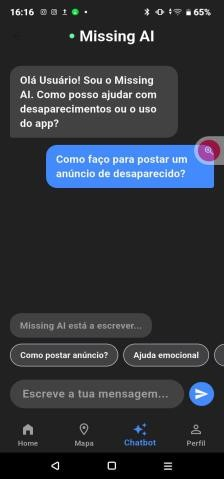 16:16
65%
Missing AI
Olá Usuário! Sou o Missing
AI. Como posso ajudar com
desaparecimentos ou o uso
do app?
Como faço para postar um
anúncio de desaparecido?
Missing AI está a escrever...
Como postar anúncio?
Ajuda emocional
Escreve a tua mensagem...
Home
Mapa
Chatbot
Perfil